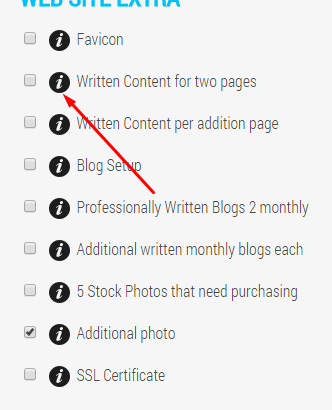 WEB SITE EXTRA
i Favicon
i Written Content for two pages
i Written Content per addition page
i Blog Setup
i Professionally Written Blogs 2 monthly
i Additional written monthly blogs each
i 5 Stock Photos that need purchasing
i Additional photo
i SSL Certificate